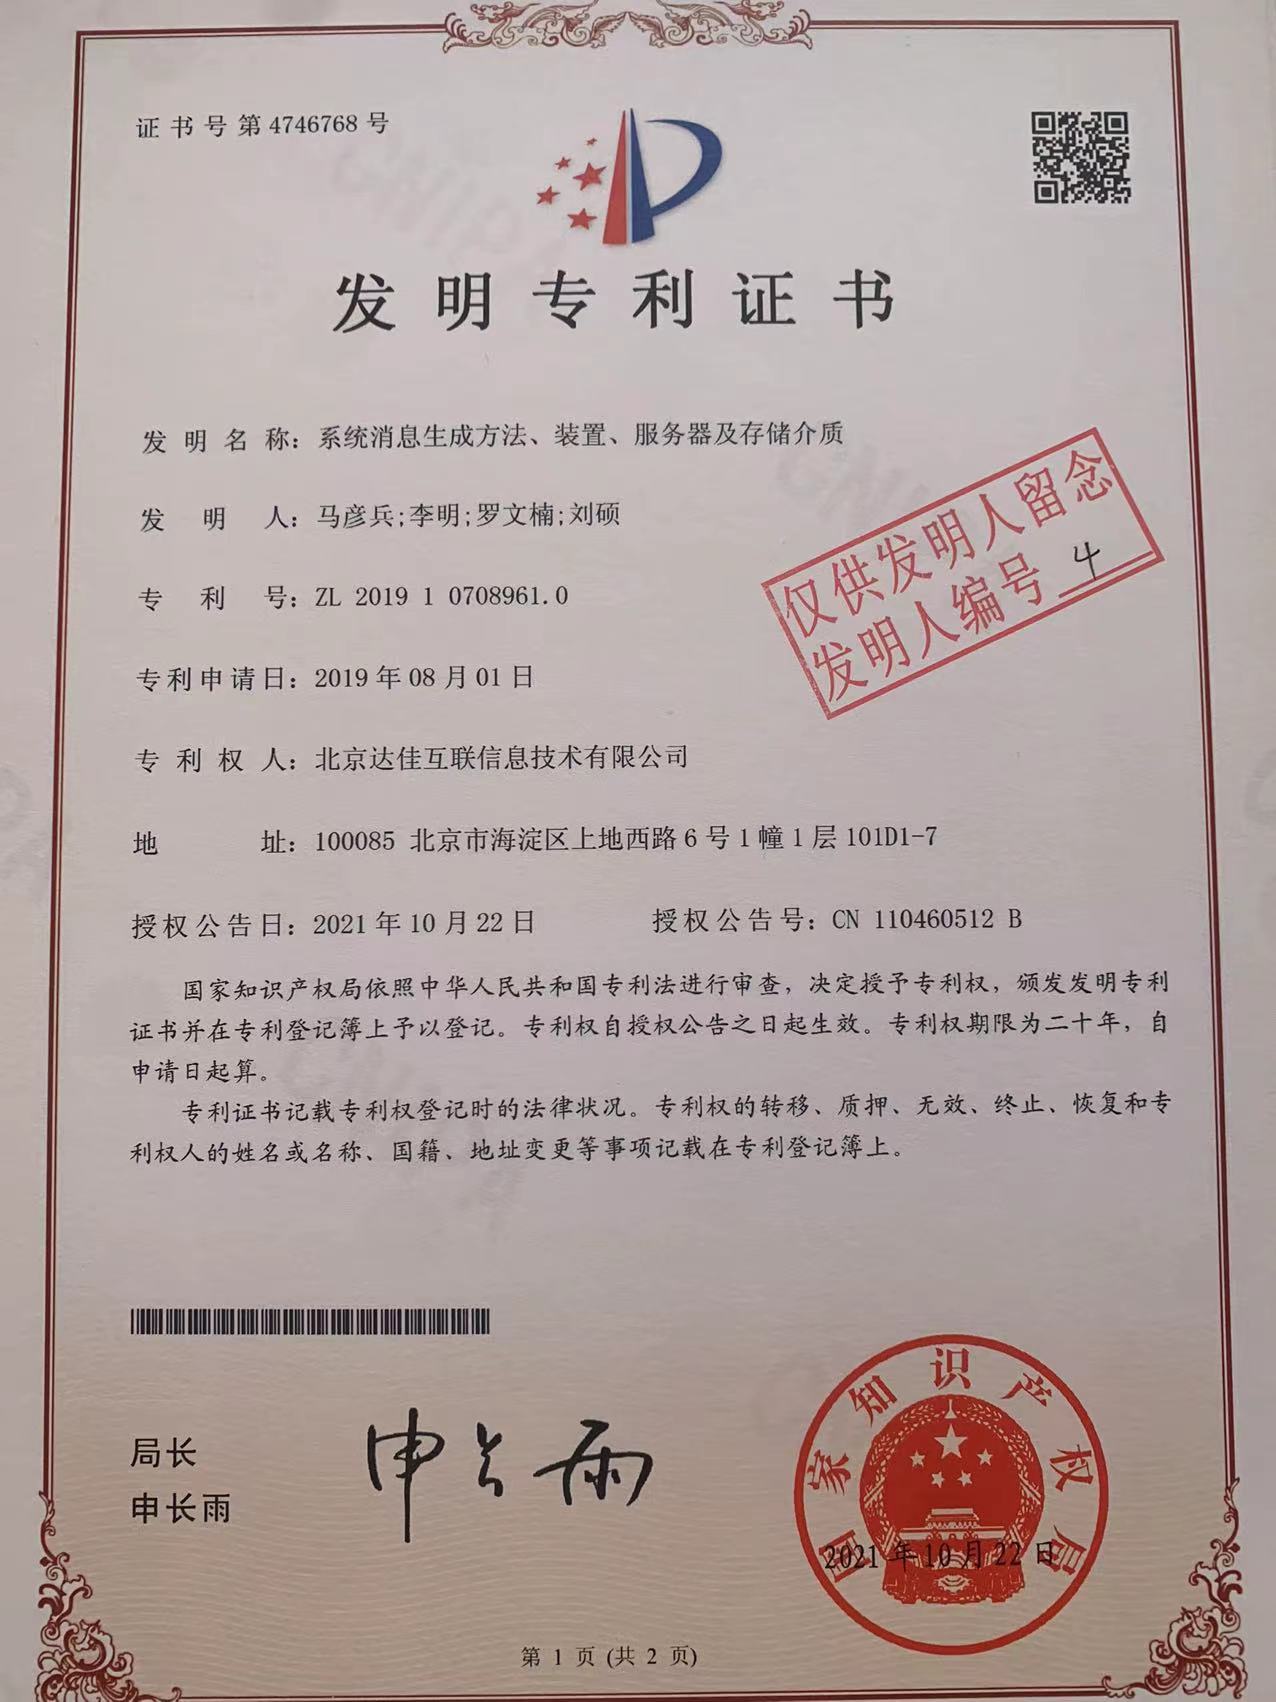 证书号第4746768号
发明专利证书
发明名称：系统消息生成方法、装置、服务器及存储介质
发明人：马彦兵;李明;罗文楠;刘硕
仅供发明人留念
发明人编号 4
专利号：ZL 2019 1 0708961.0
专利申请日：2019年08月01日
专利权人：北京达佳互联信息技术有限公司
地址：100085 北京市海淀区上地西路6号1幢1层101D1-7
授权公告日：2021年10月22日 授权公告号：CN 110460512 B
国家知识产权局依照中华人民共和国专利法进行审查，决定授予专利权，颁发发明专利
证书并在专利登记簿上予以登记。专利权自授权公告之日起生效。专利权期限为二十年，自
申请日起算。
专利证书记载专利权登记时的法律状况。专利权的转移、质押、无效、终止、恢复和专
利权人的姓名或名称、国籍、地址变更等事项记载在专利登记簿上。
局长
申长雨
申长雨
国家知识产权局
2021年10月22日
第 1 页 (共 2 页)